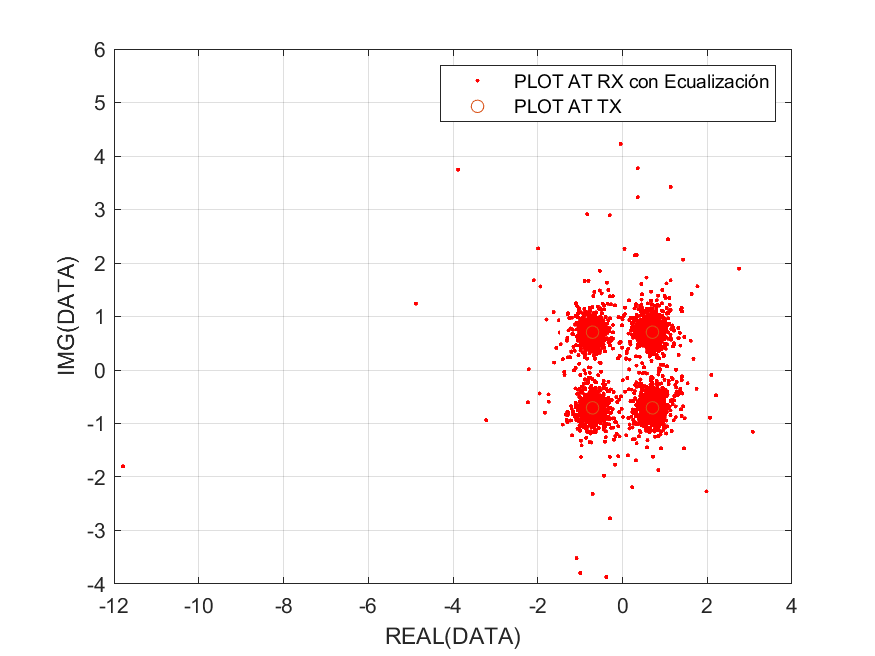 PLOT AT RX con Ecualización
PLOT AT TX
6
5
4
3
2
1
0
-1
-2
-3
-4
IMG(DATA)
-12 -10 -8 -6 -4 -2 0 2 4
REAL(DATA)